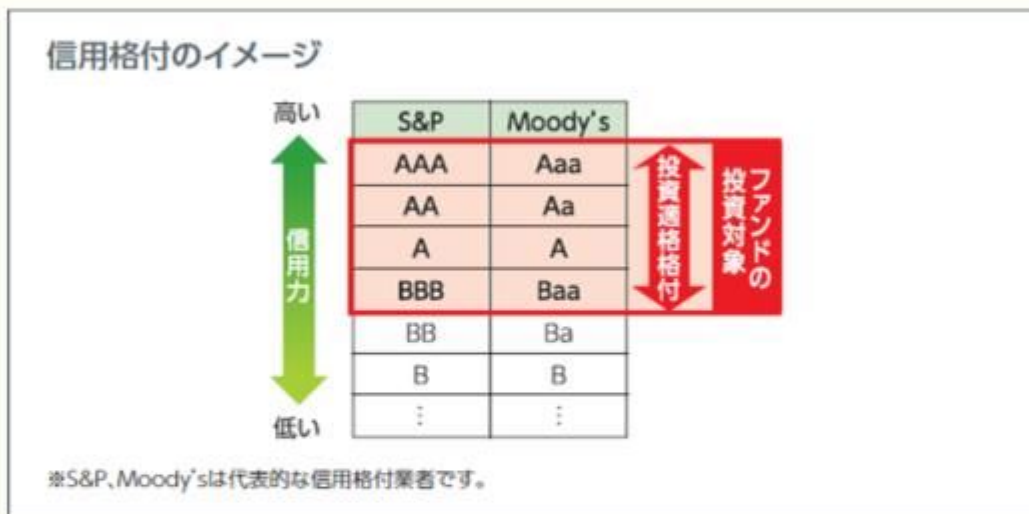 信用格付のイメージ
高い
信用力
低い
S&P Moody's
AAA Aaa
AA Aa
A A
BBB Baa
BB Ba
B B
⋮ ⋮
投資適格格付
ファンドの
投資対象
※S&P、Moody'sは代表的な信用格付業者です。